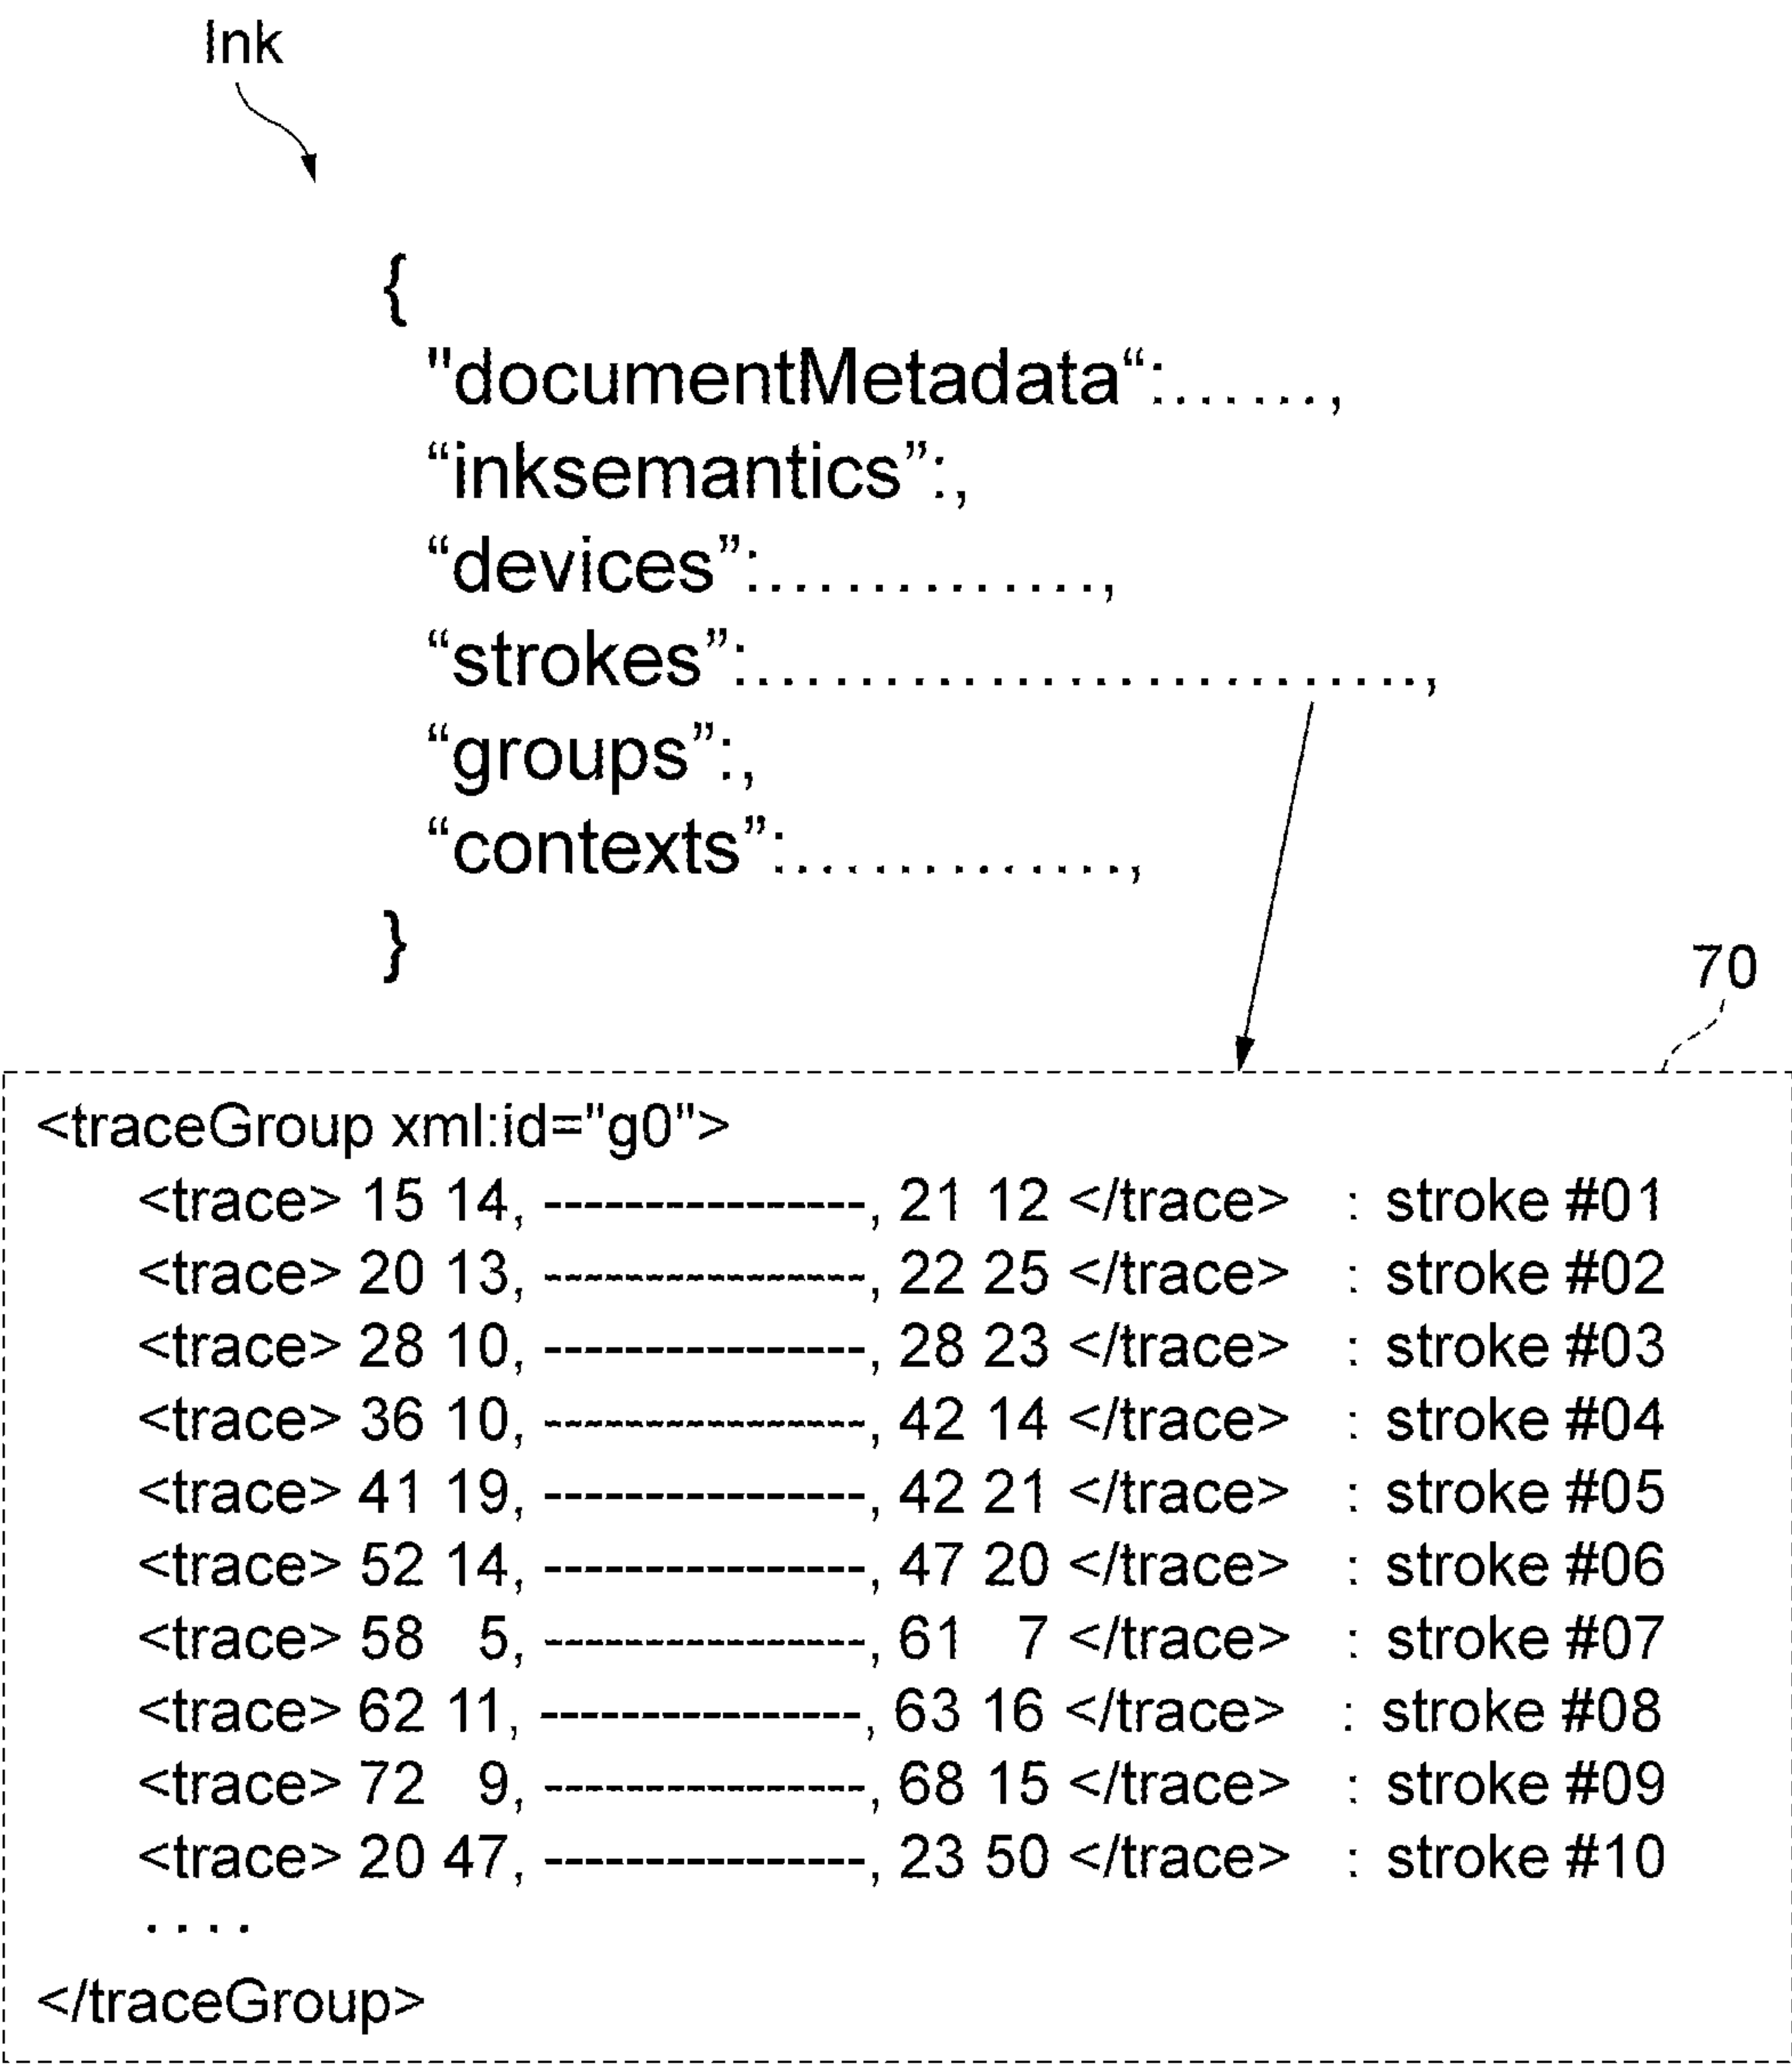 Ink
{
"documentMetadata“:.......,
“inksemantics”:,
“devices”:.............,
“strokes”:..........................,
“groups”:,
“contexts”:.............,
}
70
<traceGroup xml:id="g0">
<trace> 15 14, ----------------, 21 12 </trace> : stroke #01
<trace> 20 13, ----------------, 22 25 </trace> : stroke #02
<trace> 28 10, ----------------, 28 23 </trace> : stroke #03
<trace> 36 10, ----------------, 42 14 </trace> : stroke #04
<trace> 41 19, ----------------, 42 21 </trace> : stroke #05
<trace> 52 14, ----------------, 47 20 </trace> : stroke #06
<trace> 58 5, ----------------, 61 7 </trace> : stroke #07
<trace> 62 11, ----------------, 63 16 </trace> : stroke #08
<trace> 72 9, ----------------, 68 15 </trace> : stroke #09
<trace> 20 47, ----------------, 23 50 </trace> : stroke #10
....
</traceGroup>